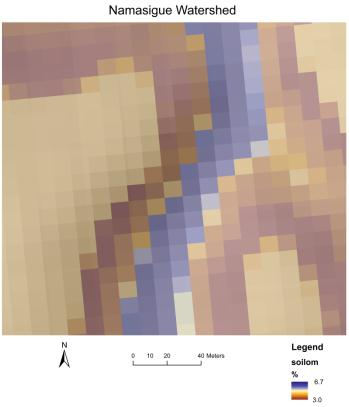 Namasigue Watershed
N
0 10 20 40 Meters
Legend
soilom
%
6.7
3.0